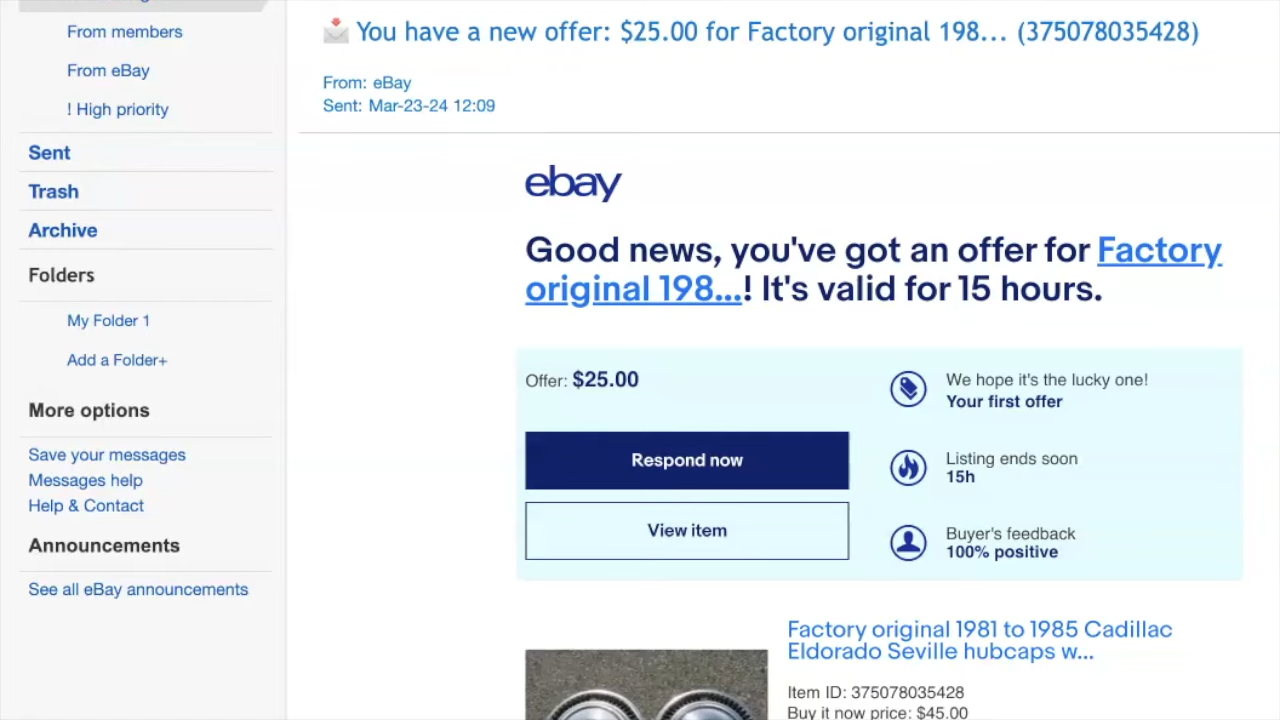 From members
From eBay
! High priority
Sent
Trash
Archive
Folders
My Folder 1
Add a Folder+
More options
Save your messages
Messages help
Help & Contact
Announcements
See all eBay announcements
You have a new offer: $25.00 for Factory original 198... (375078035428)
From: eBay
Sent: Mar-23-24 12:09
ebay
Good news, you've got an offer for Factory
original 198...! It's valid for 15 hours.
Offer: $25.00
Respond now
View item
We hope it's the lucky one!
Your first offer
Listing ends soon
15h
Buyer's feedback
100% positive
Factory original 1981 to 1985 Cadillac
Eldorado Seville hubcaps w...
Item ID: 375078035428
Buy it now price: $45.00